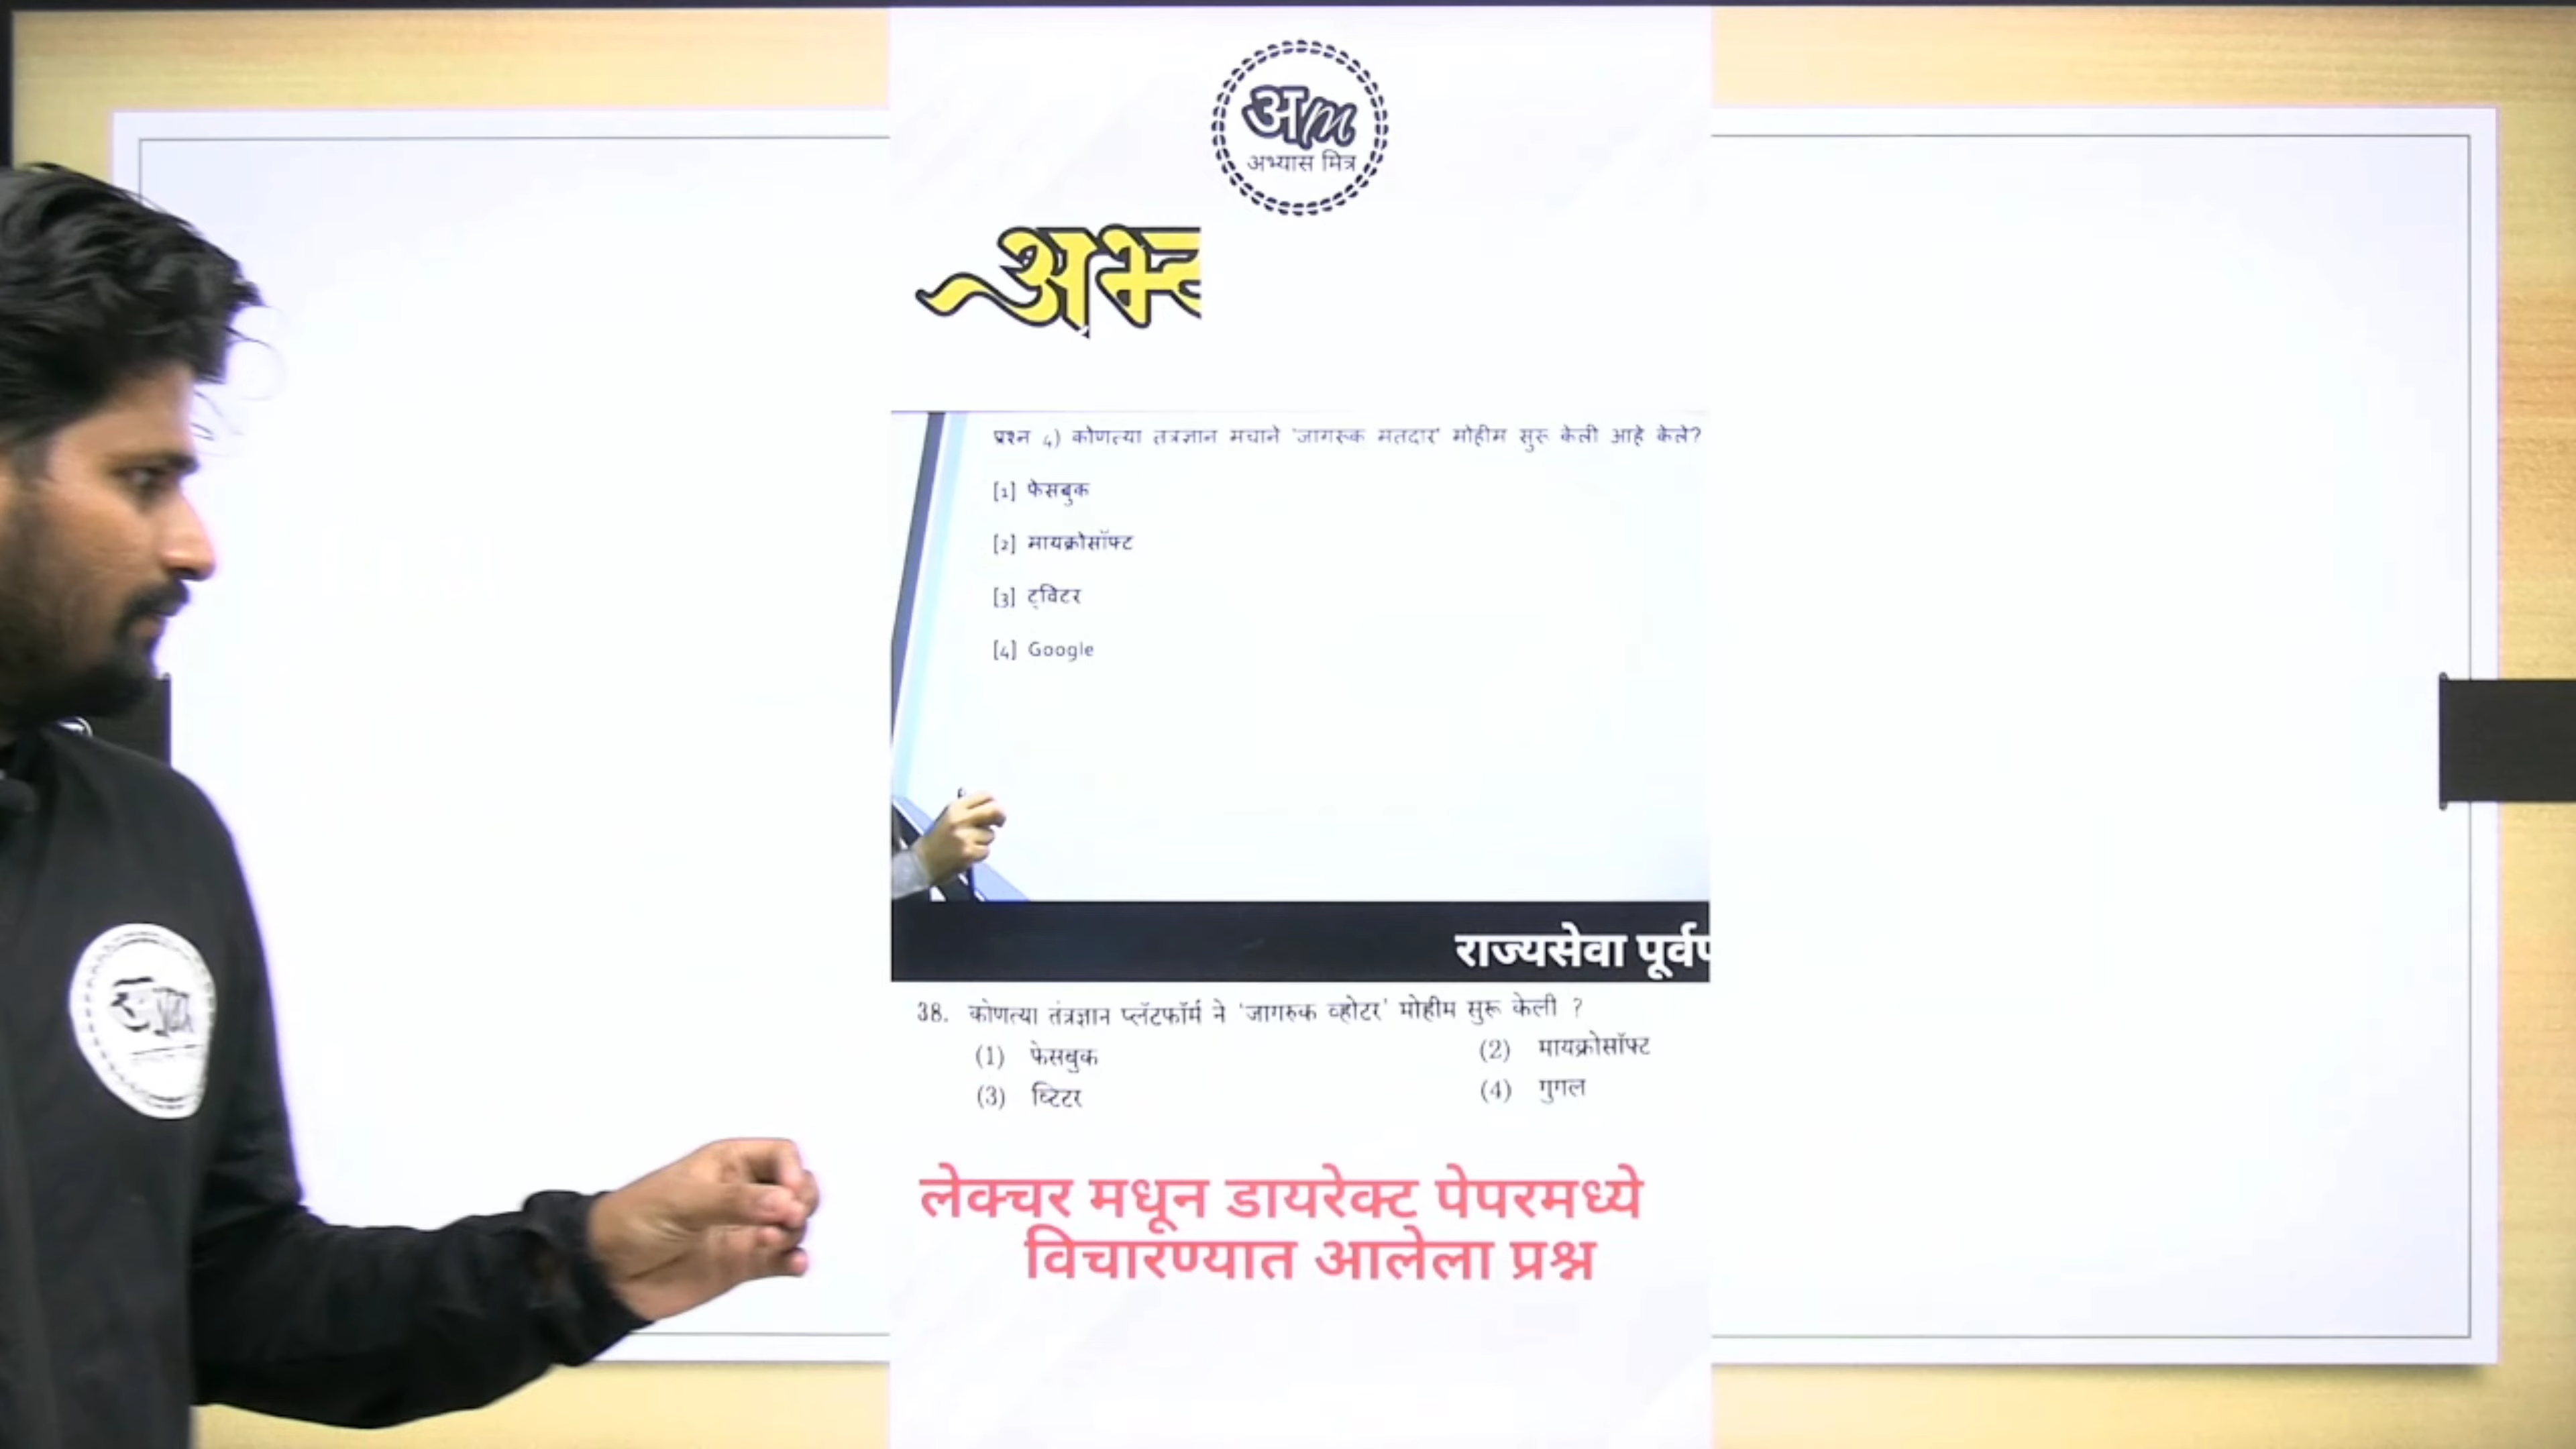 अm
अभ्यास मित्र
प्रश्न 4) कोणत्या तत्रज्ञान मचाने 'जागरूक मतदार' मोहीम सुरू केली आहे केले?
[1] फेसबुक
[2] मायक्रोसॉफ्ट
[3] ट्विटर
[4] Google
राज्यसेवा
38. कोणत्या तंत्रज्ञान प्लॅटफॉर्म ने 'जागरुक व्होटर' मोहीम सुरू केली ?
(1) फेसबुक (2) मायक्रोसॉफ्ट
(3) व्टिटर (4) गुगल
लेक्चर मधून डायरेक्ट पेपरमध्ये
विचारण्यात आलेला प्रश्न